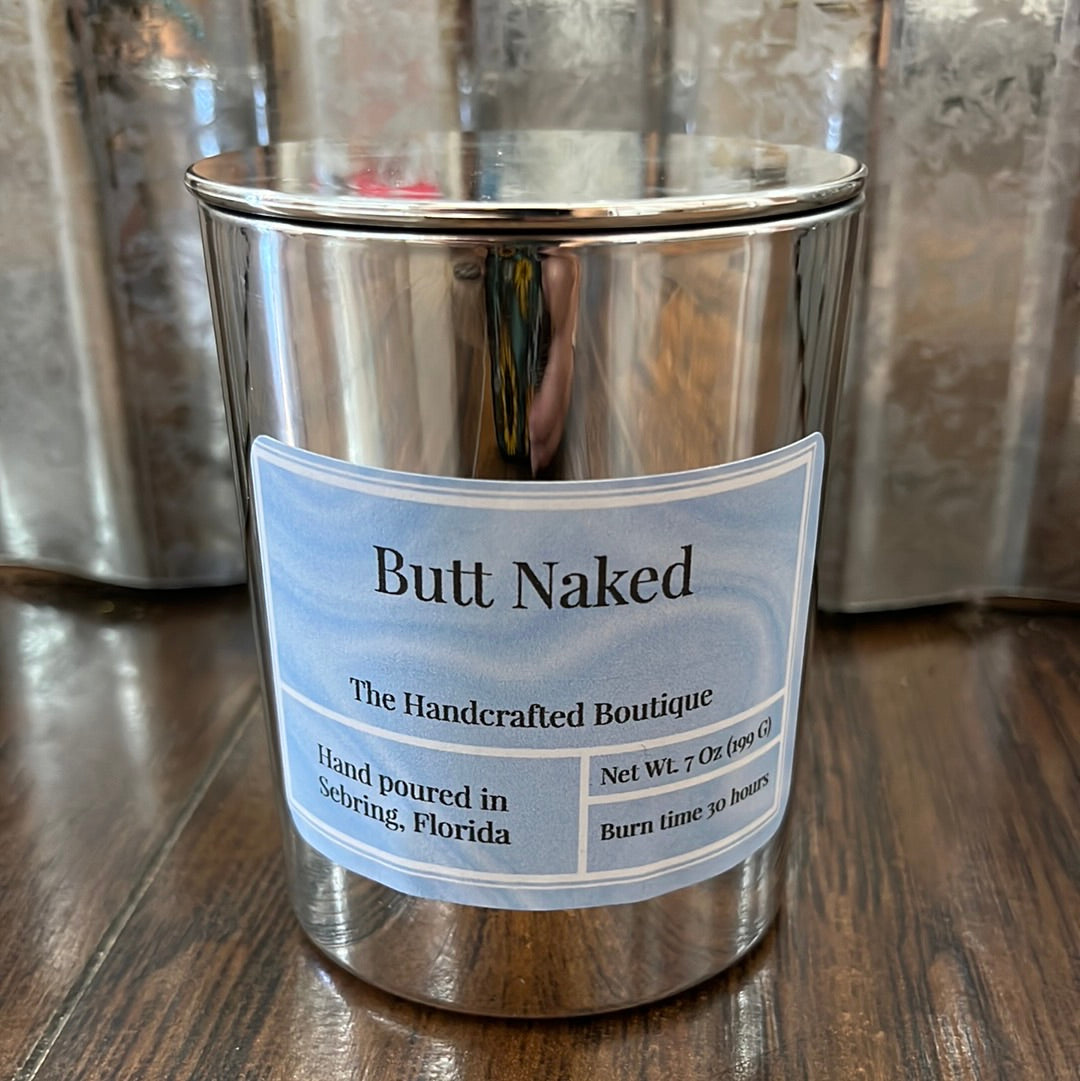 Butt Naked
The Handcrafted Boutique
Hand poured in
Sebring, Florida
Net Wt. 7 Oz (199 G)
Burn time 30 hours